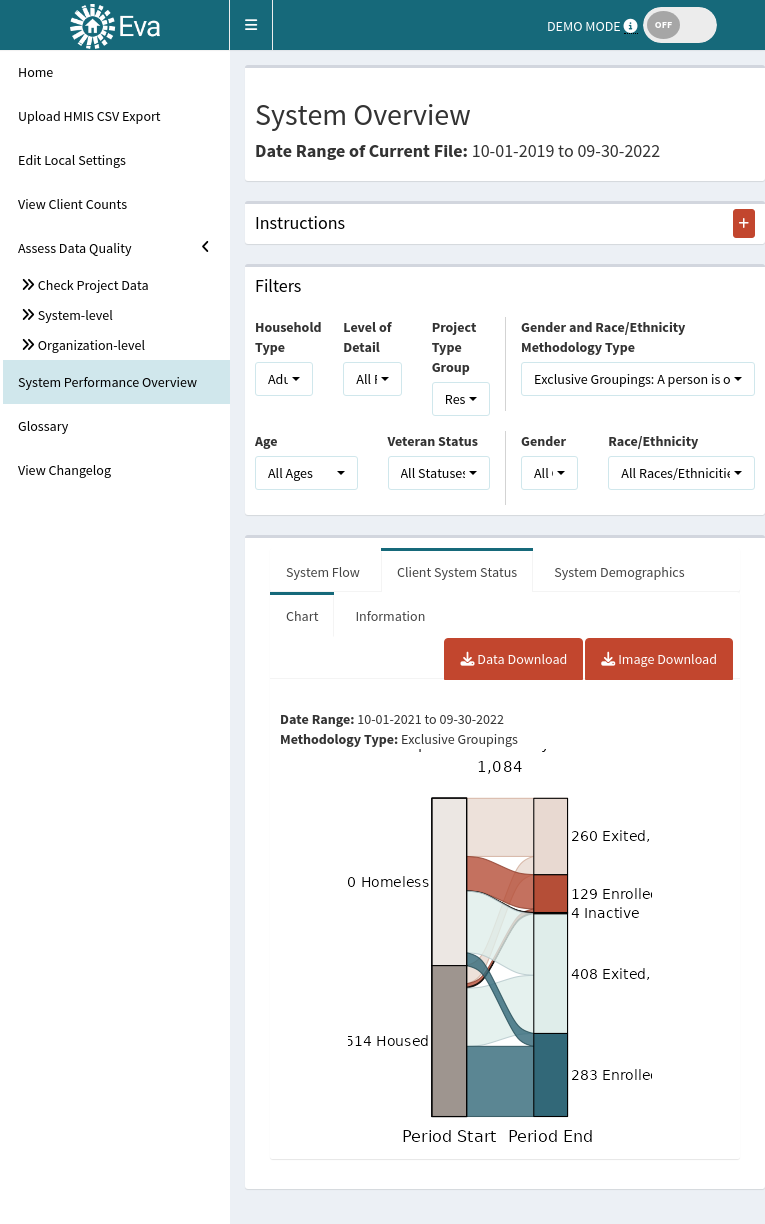 Eva
DEMO MODE
OFF
Home
Upload HMIS CSV Export
Edit Local Settings
View Client Counts
Assess Data Quality
Check Project Data
System-level
Organization-level
System Performance Overview
Glossary
View Changelog
System Overview
Date Range of Current File: 10-01-2019 to 09-30-2022
Instructions
+
Filters
Household Type
Level of Detail
Project Type Group
Gender and Race/Ethnicity Methodology Type
Exclusive Groupings: A person is o
Age
Veteran Status
Gender
Race/Ethnicity
All Ages
All Statuses
All
All Races/Ethnicitie
System Flow
Client System Status
System Demographics
Chart
Information
Data Download
Image Download
Date Range: 10-01-2021 to 09-30-2022
Methodology Type: Exclusive Groupings
1,084
0 Homeless
514 Housed
260 Exited,
129 Enrolled
4 Inactive
408 Exited,
283 Enrolled
Period Start
Period End